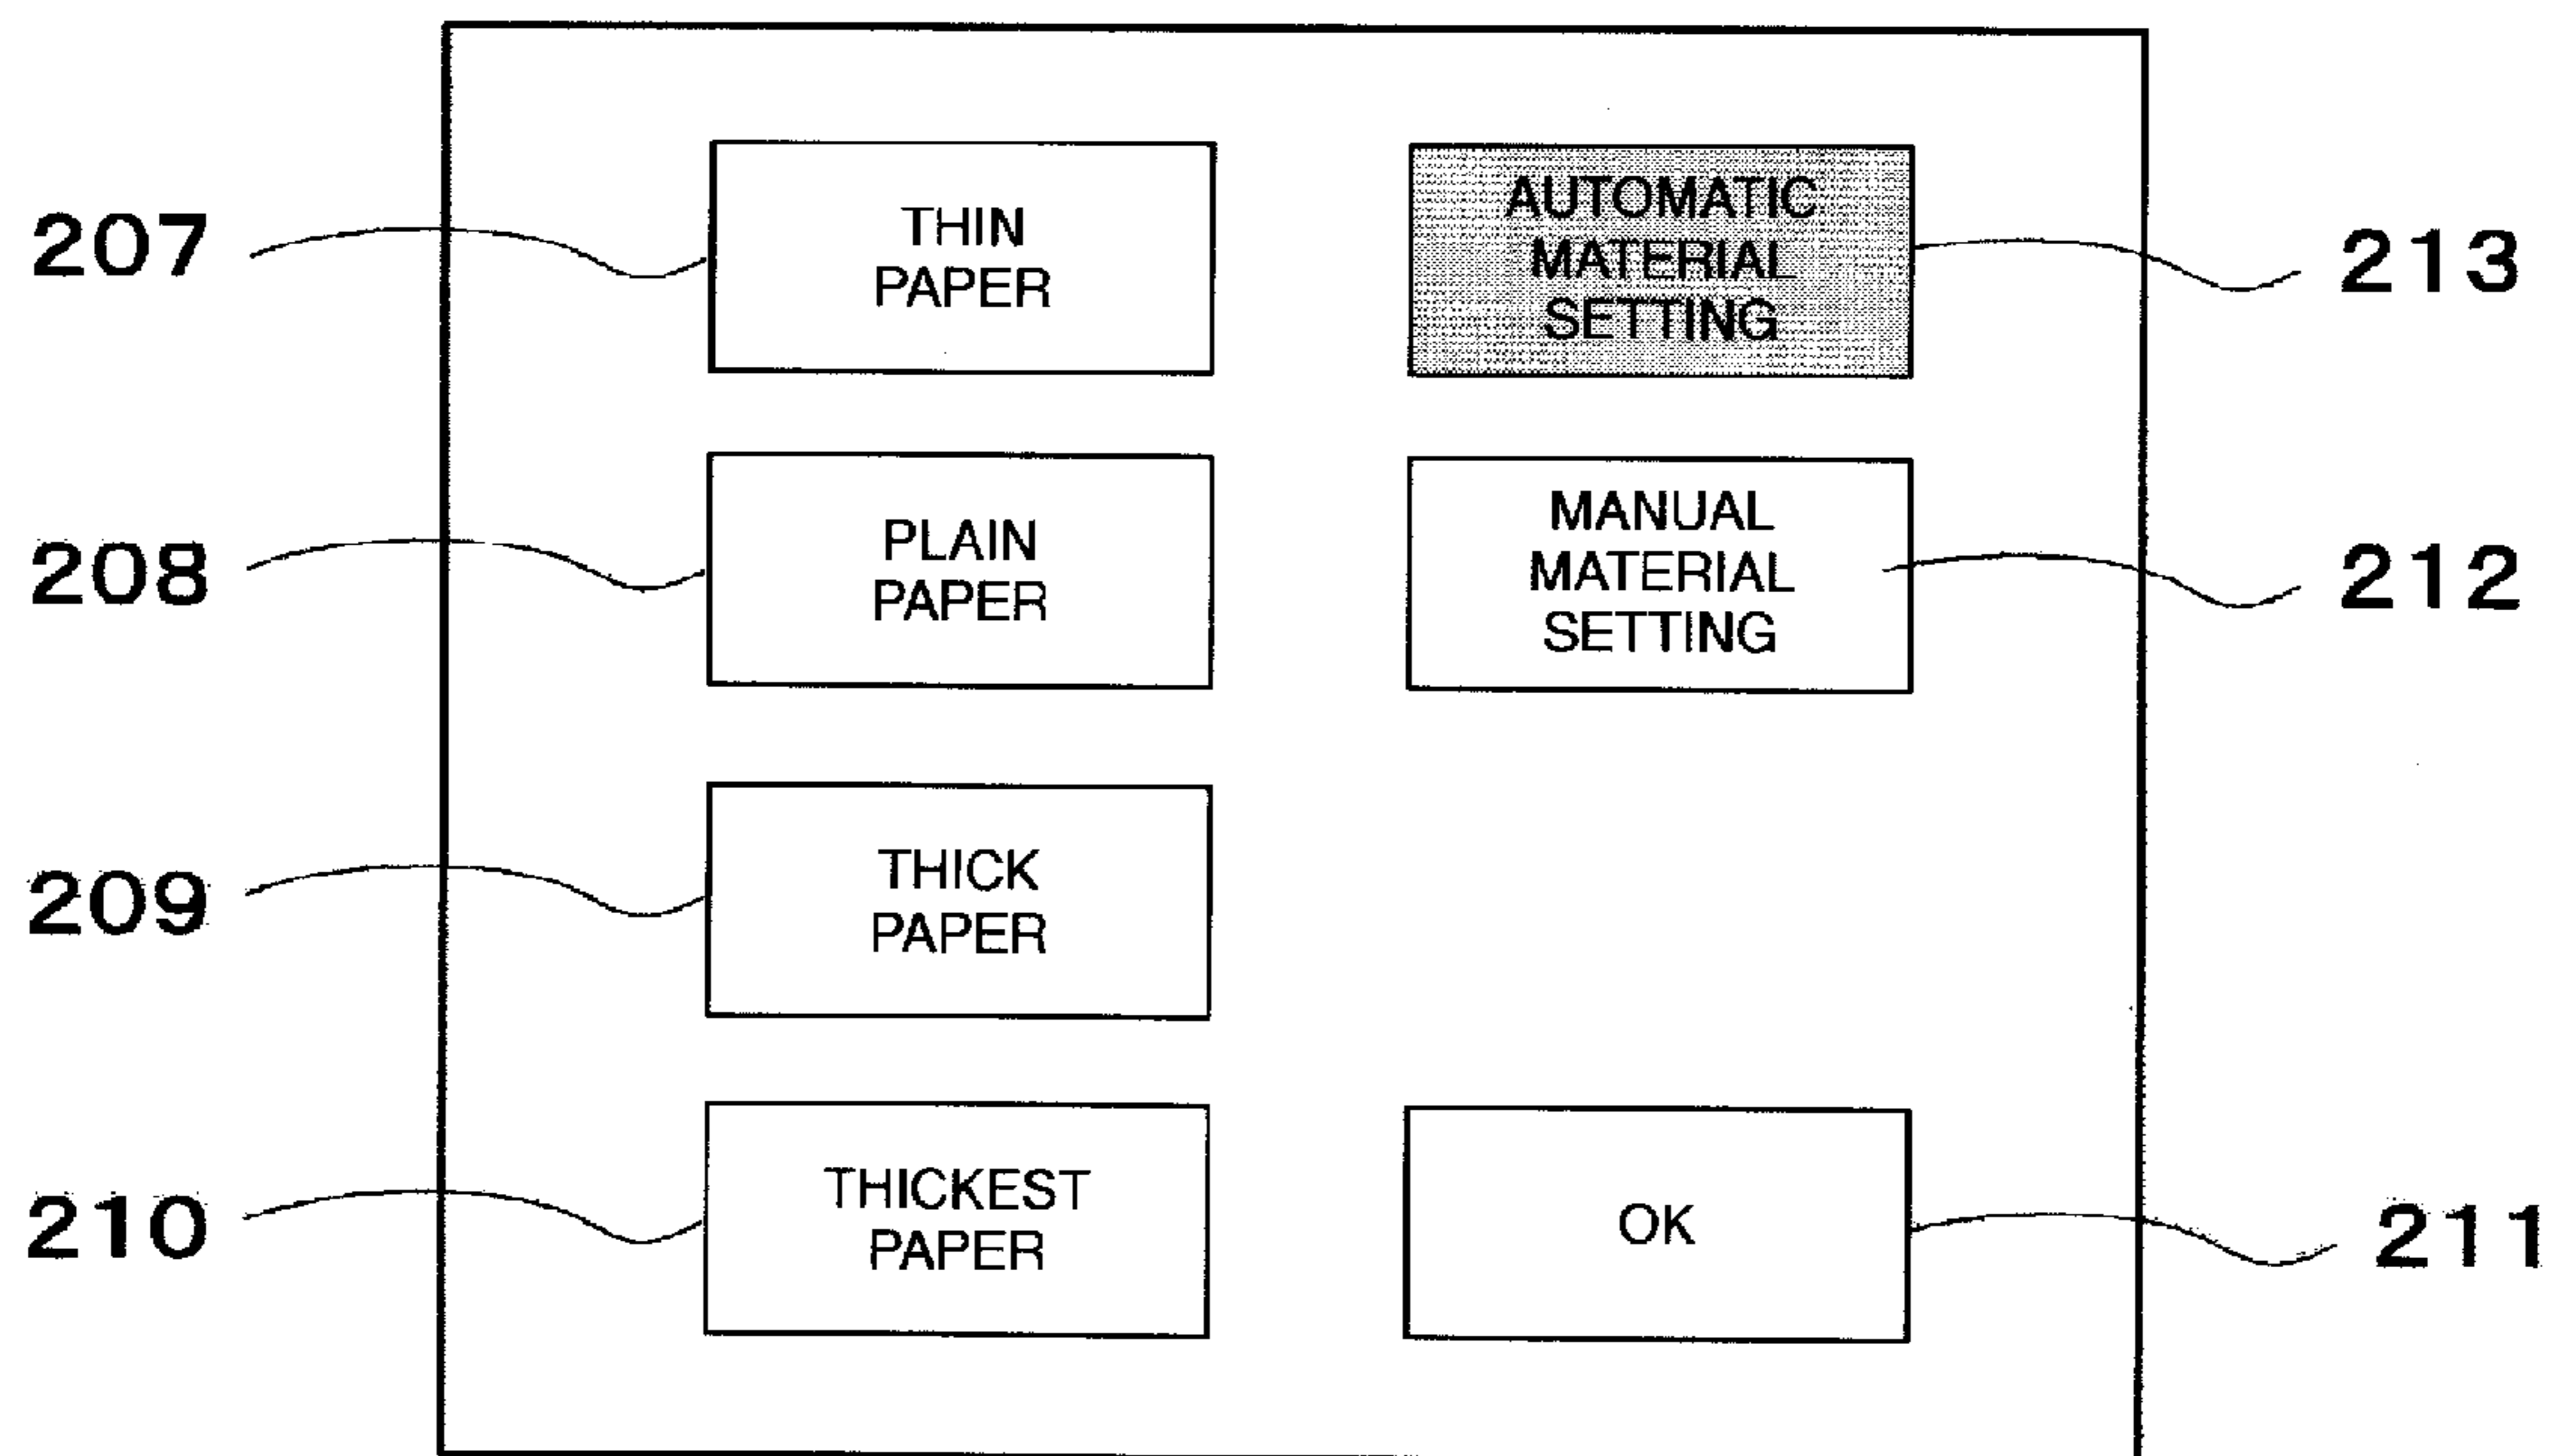 207
THIN
PAPER
AUTOMATIC
MATERIAL
SETTING
213
208
PLAIN
PAPER
MANUAL
MATERIAL
SETTING
212
209
THICK
PAPER
210
THICKEST
PAPER
OK
211